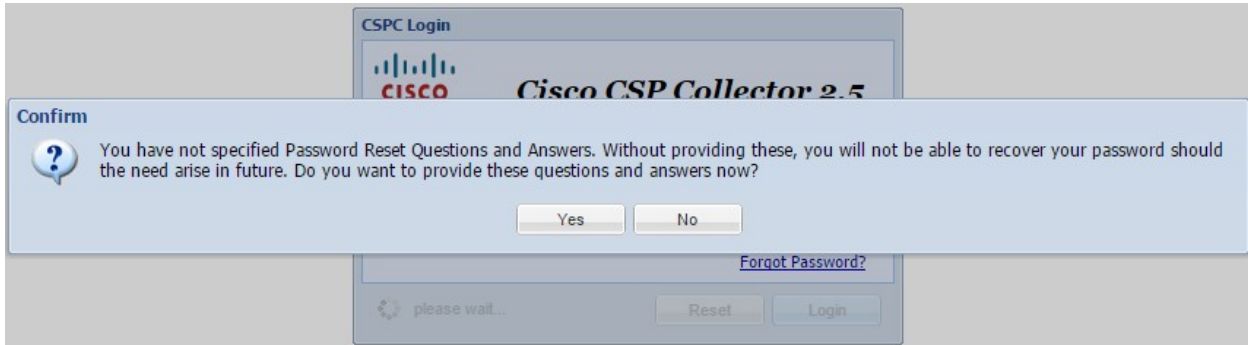 CSPC Login
CISCO
Cisco CSP Collector 2.5
Confirm
?
You have not specified Password Reset Questions and Answers. Without providing these, you will not be able to recover your password should
the need arise in future. Do you want to provide these questions and answers now?
Yes No
Forgot Password?
please wait... Reset Login